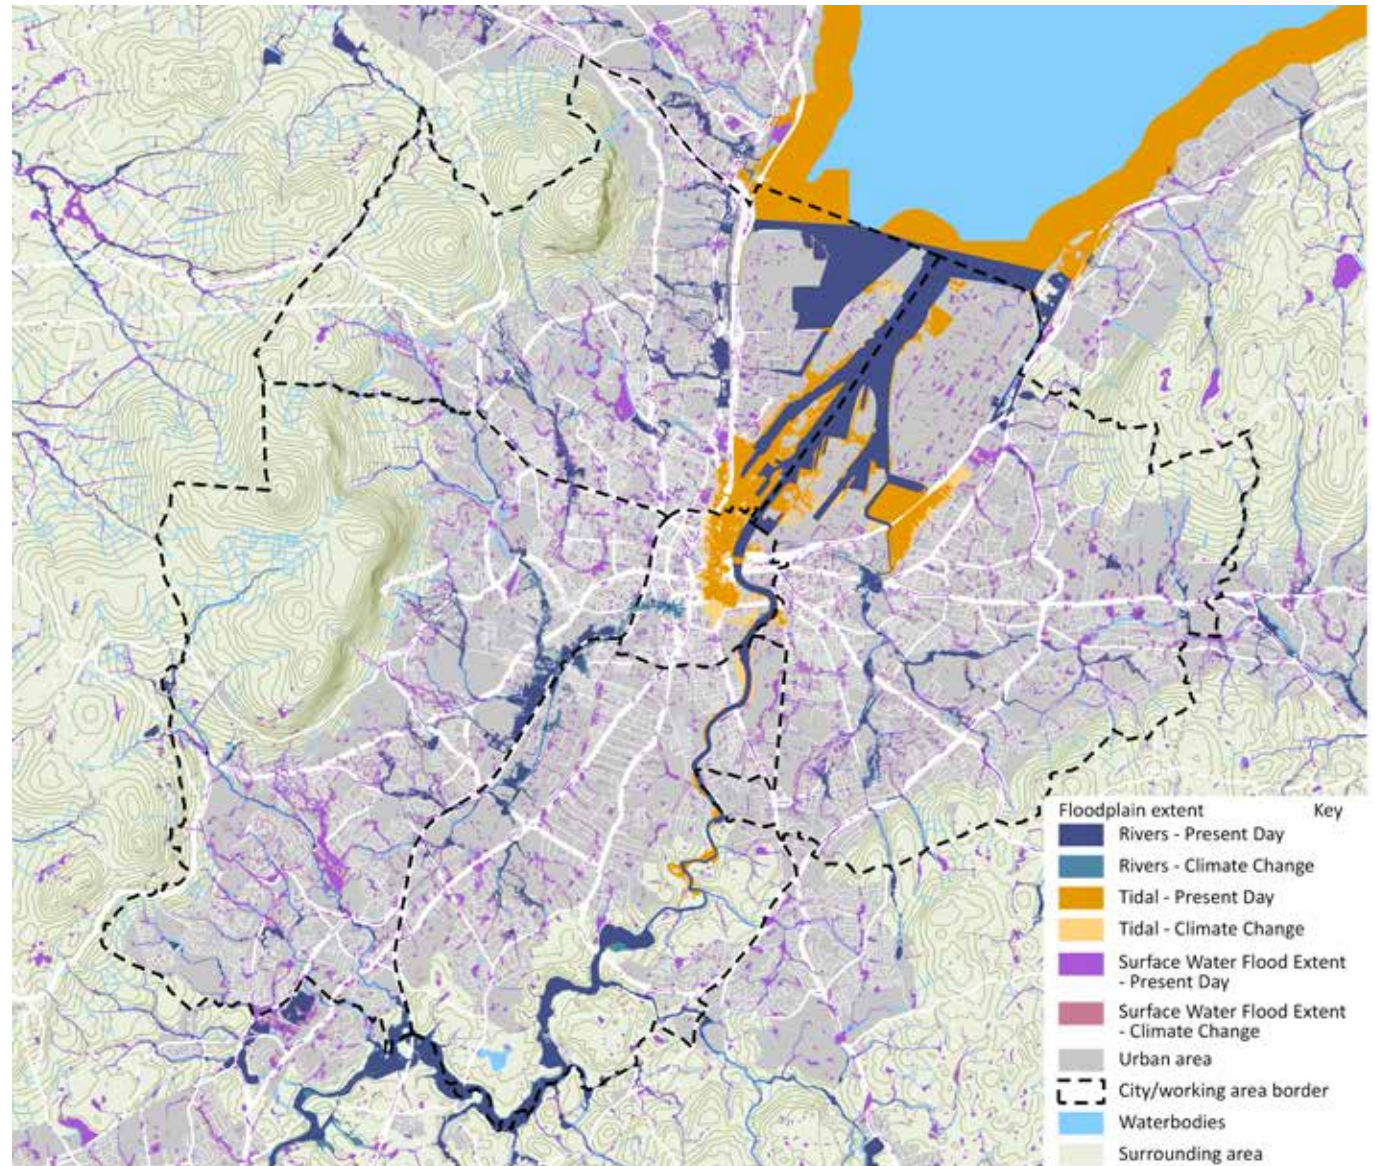 Floodplain extent Key
Rivers - Present Day
Rivers - Climate Change
Tidal - Present Day
Tidal - Climate Change
Surface Water Flood Extent
- Present Day
Surface Water Flood Extent
- Climate Change
Urban area
City/working area border
Waterbodies
Surrounding area